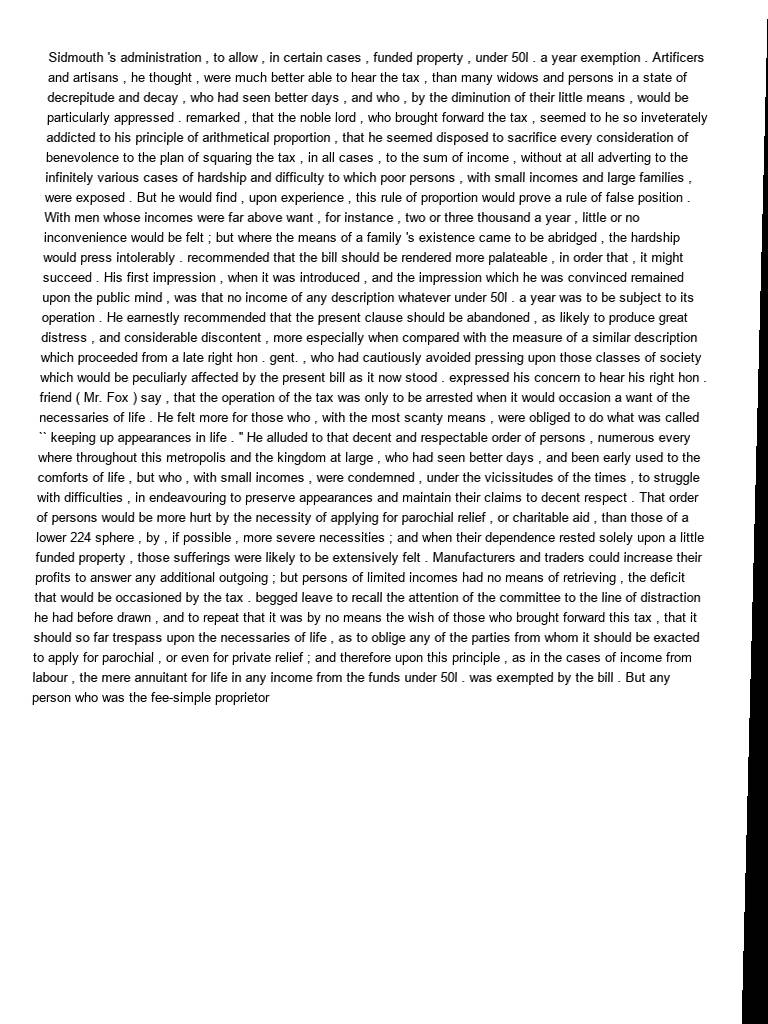 Sidmouth 's administration , to allow , in certain cases , funded property , under 50l . a year exemption . Artificers
and artisans , he thought , were much better able to hear the tax , than many widows and persons in a state of
decrepitude and decay , who had seen better days , and who , by the diminution of their little means , would be
particularly appressed . remarked , that the noble lord , who brought forward the tax , seemed to he so inveterately
addicted to his principle of arithmetical proportion , that he seemed disposed to sacrifice every consideration of
benevolence to the plan of squaring the tax , in all cases , to the sum of income , without at all adverting to the
infinitely various cases of hardship and difficulty to which poor persons , with small incomes and large families ,
were exposed . But he would find , upon experience , this rule of proportion would prove a rule of false position .
With men whose incomes were far above want , for instance , two or three thousand a year , little or no
inconvenience would be felt ; but where the means of a family 's existence came to be abridged , the hardship
would press intolerably . recommended that the bill should be rendered more palateable , in order that , it might
succeed . His first impression , when it was introduced , and the impression which he was convinced remained
upon the public mind , was that no income of any description whatever under 50l . a year was to be subject to its
operation . He earnestly recommended that the present clause should be abandoned , as likely to produce great
distress , and considerable discontent , more especially when compared with the measure of a similar description
which proceeded from a late right hon . gent. , who had cautiously avoided pressing upon those classes of society
which would be peculiarly affected by the present bill as it now stood . expressed his concern to hear his right hon .
friend ( Mr. Fox ) say , that the operation of the tax was only to be arrested when it would occasion a want of the
necessaries of life . He felt more for those who , with the most scanty means , were obliged to do what was called
`` keeping up appearances in life . " He alluded to that decent and respectable order of persons , numerous every
where throughout this metropolis and the kingdom at large , who had seen better days , and been early used to the
comforts of life , but who , with small incomes , were condemned , under the vicissitudes of the times , to struggle
with difficulties , in endeavouring to preserve appearances and maintain their claims to decent respect . That order
of persons would be more hurt by the necessity of applying for parochial relief , or charitable aid , than those of a
lower 224 sphere , by , if possible , more severe necessities ; and when their dependence rested solely upon a little
funded property , those sufferings were likely to be extensively felt . Manufacturers and traders could increase their
profits to answer any additional outgoing ; but persons of limited incomes had no means of retrieving , the deficit
that would be occasioned by the tax . begged leave to recall the attention of the committee to the line of distraction
he had before drawn , and to repeat that it was by no means the wish of those who brought forward this tax , that it
should so far trespass upon the necessaries of life , as to oblige any of the parties from whom it should be exacted
to apply for parochial , or even for private relief ; and therefore upon this principle , as in the cases of income from
labour , the mere annuitant for life in any income from the funds under 50l . was exempted by the bill . But any
person who was the fee-simple proprietor